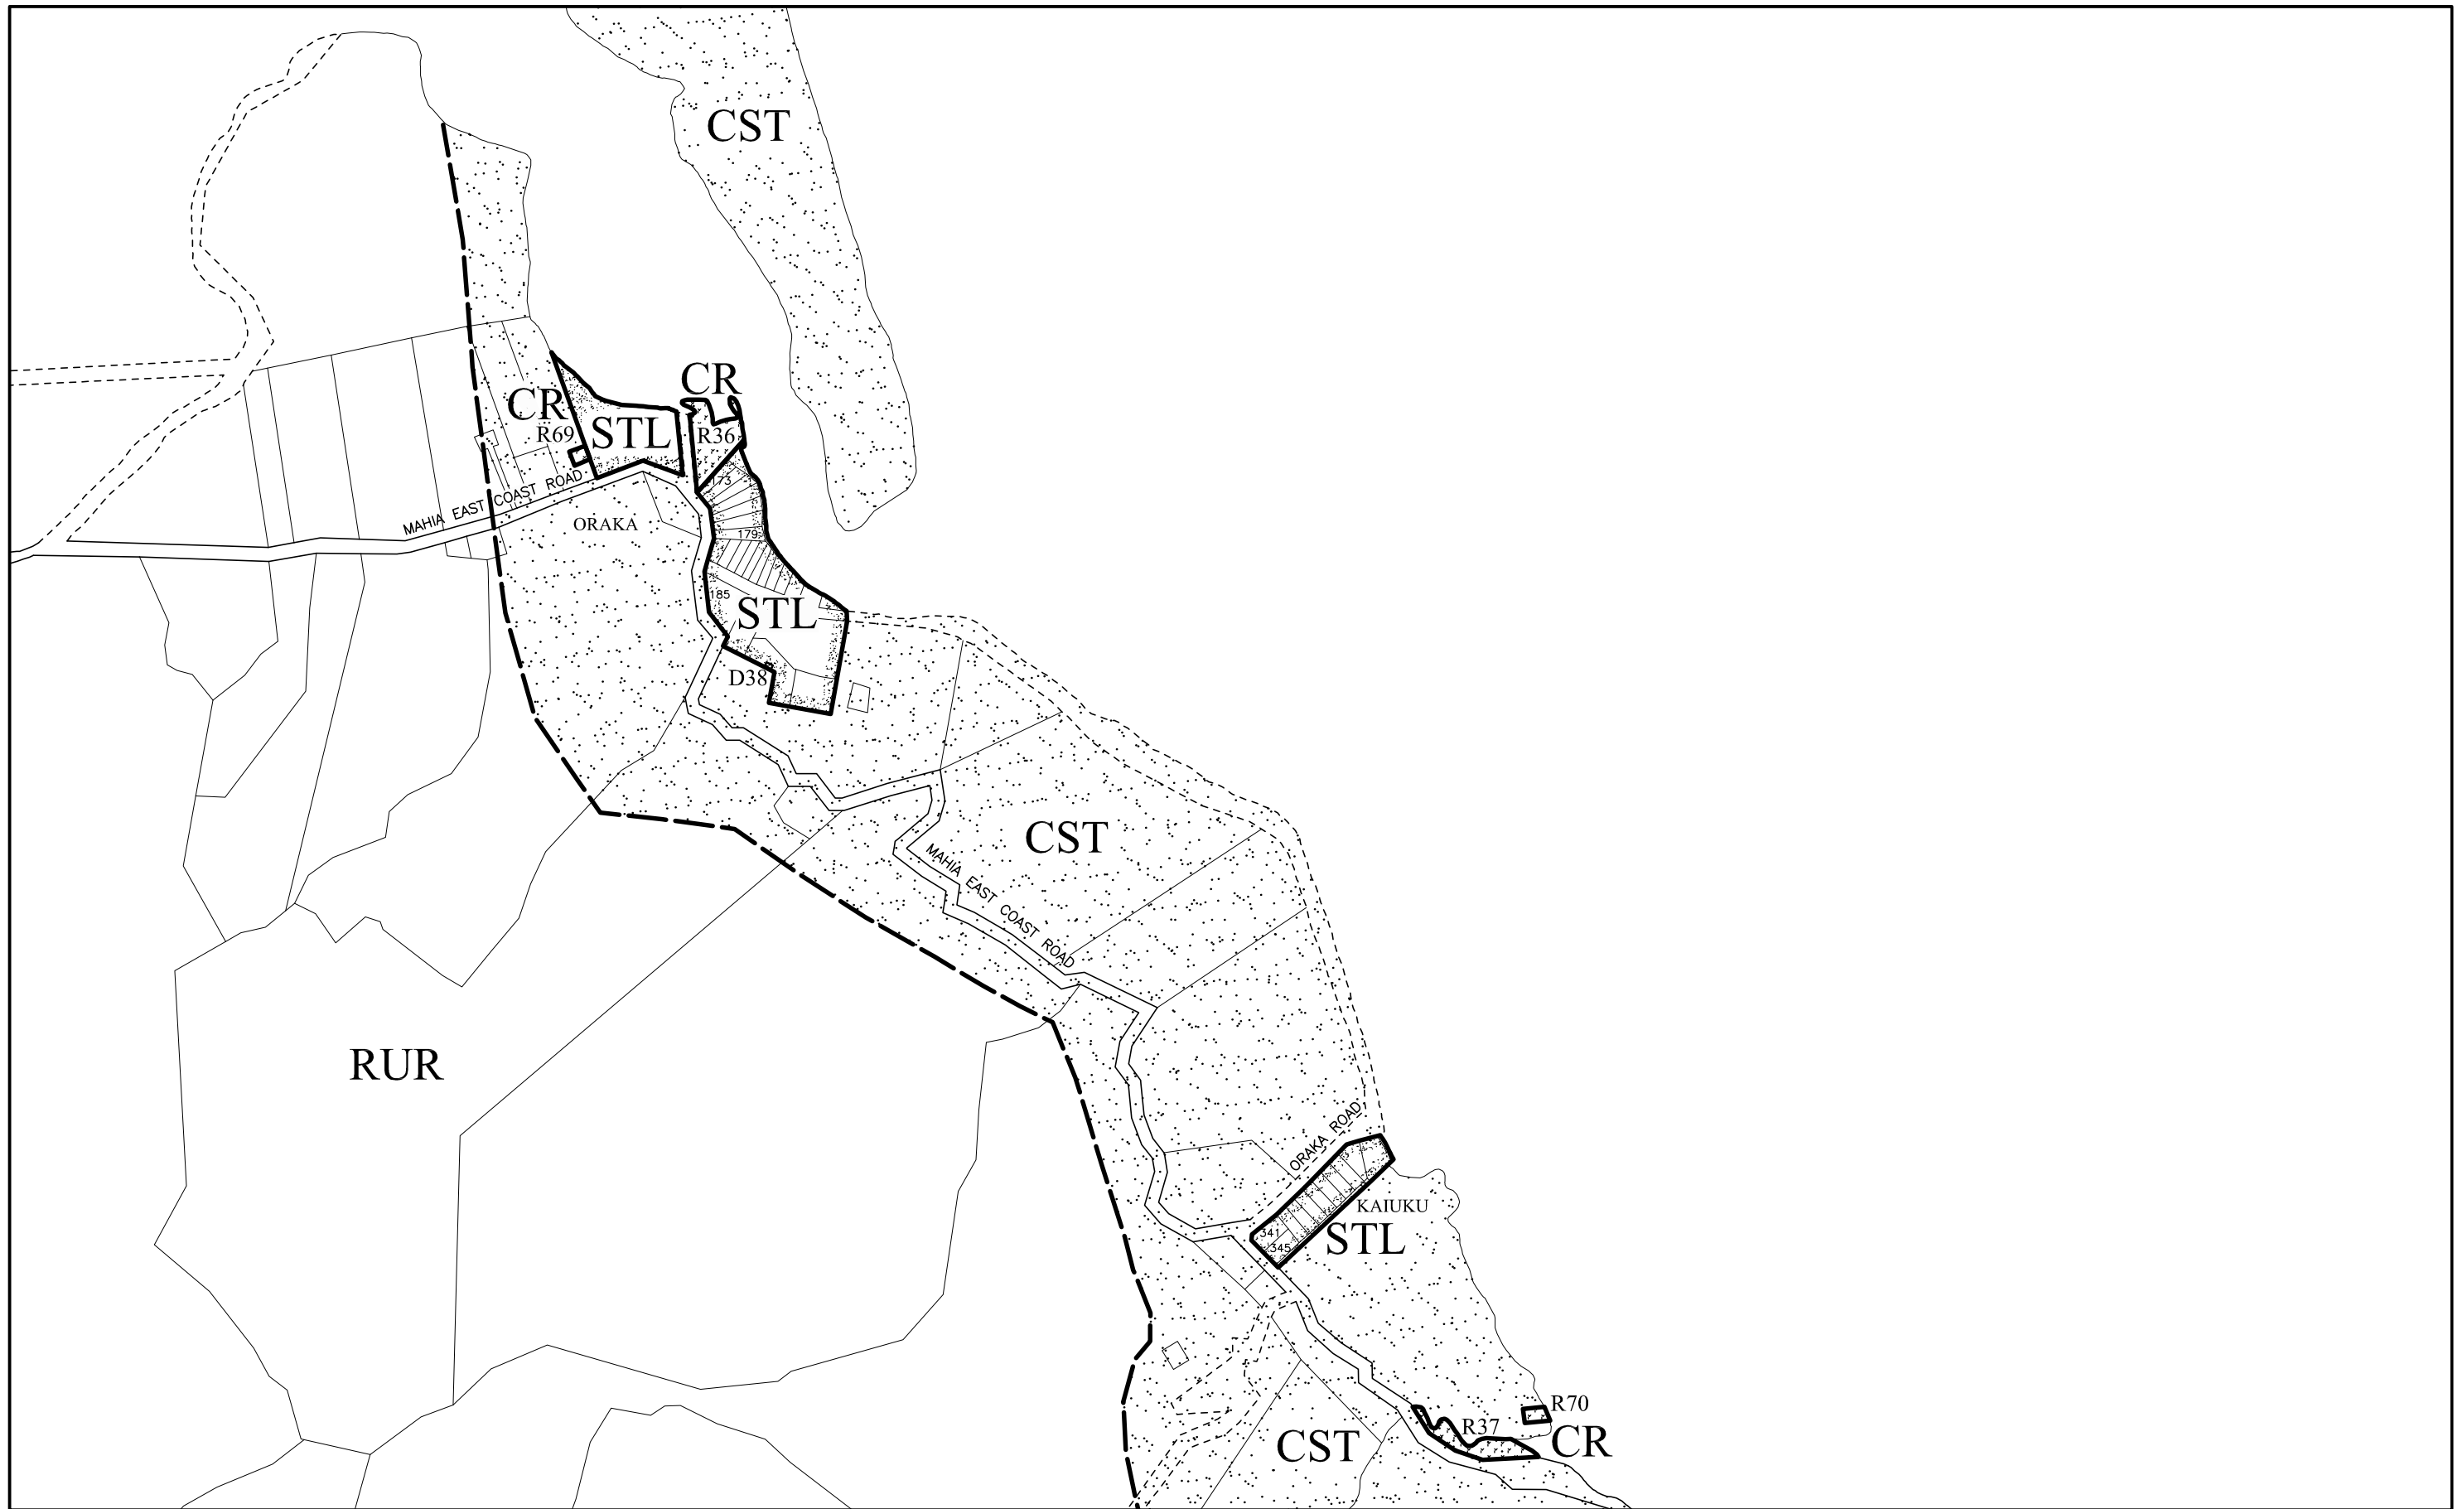 CST
CR
CR
STL
R69
R36
173
MAHIA EAST COAST ROAD
ORAKA
179
185
STL
D38
CST
MAHIA EAST COAST ROAD
RUR
ORAKA ROAD
KAIUKU
341
STL
345
R70
R37
CST
CR